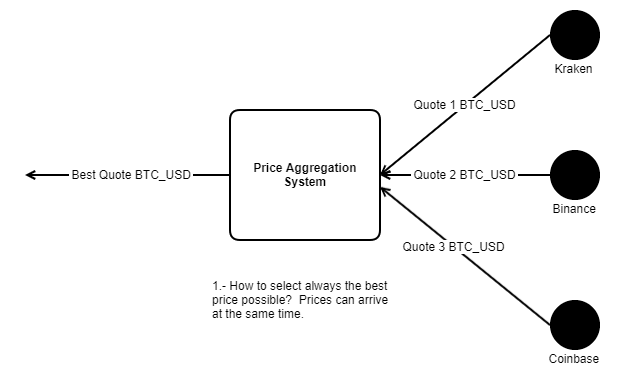 Kraken
Quote 1 BTC_USD
Best Quote BTC_USD
Price Aggregation
System
Quote 2 BTC_USD
Binance
Quote 3 BTC_USD
1.- How to select always the best
price possible?  Prices can arrive
at the same time.
Coinbase